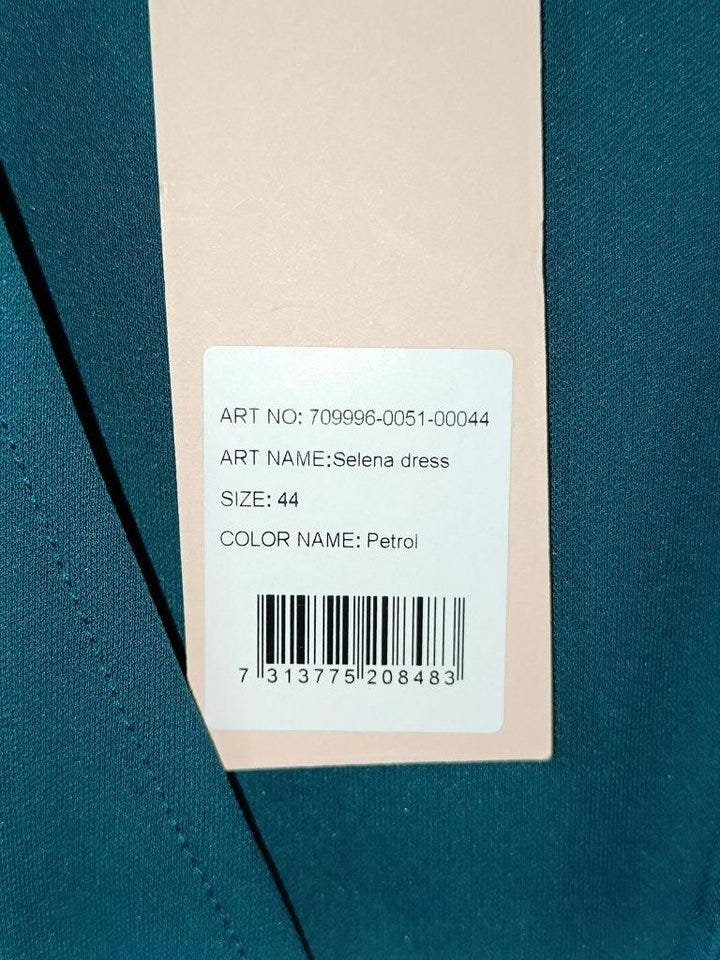 ART NO: 709996-0051-00044
ART NAME:Selena dress
SIZE: 44
COLOR NAME: Petrol
7 313775 208483